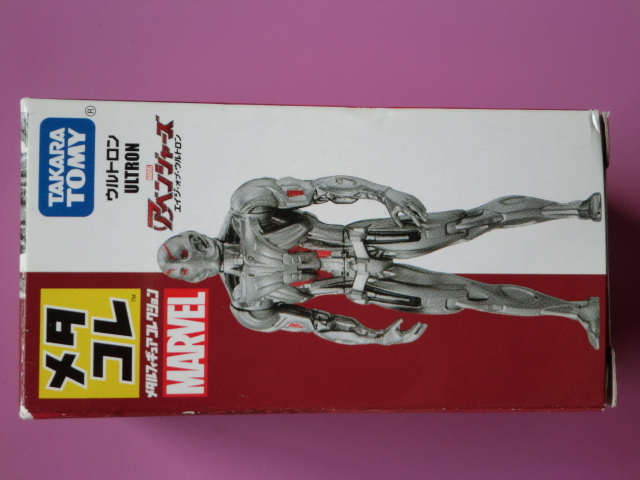 メタ
コレ
™
メタルフィギュアコレクション
MARVEL
TAKARA
TOMY
®
ウルトロン
ULTRON
MARVEL
アベンジャーズ
エイジ・オブ・ウルトロン